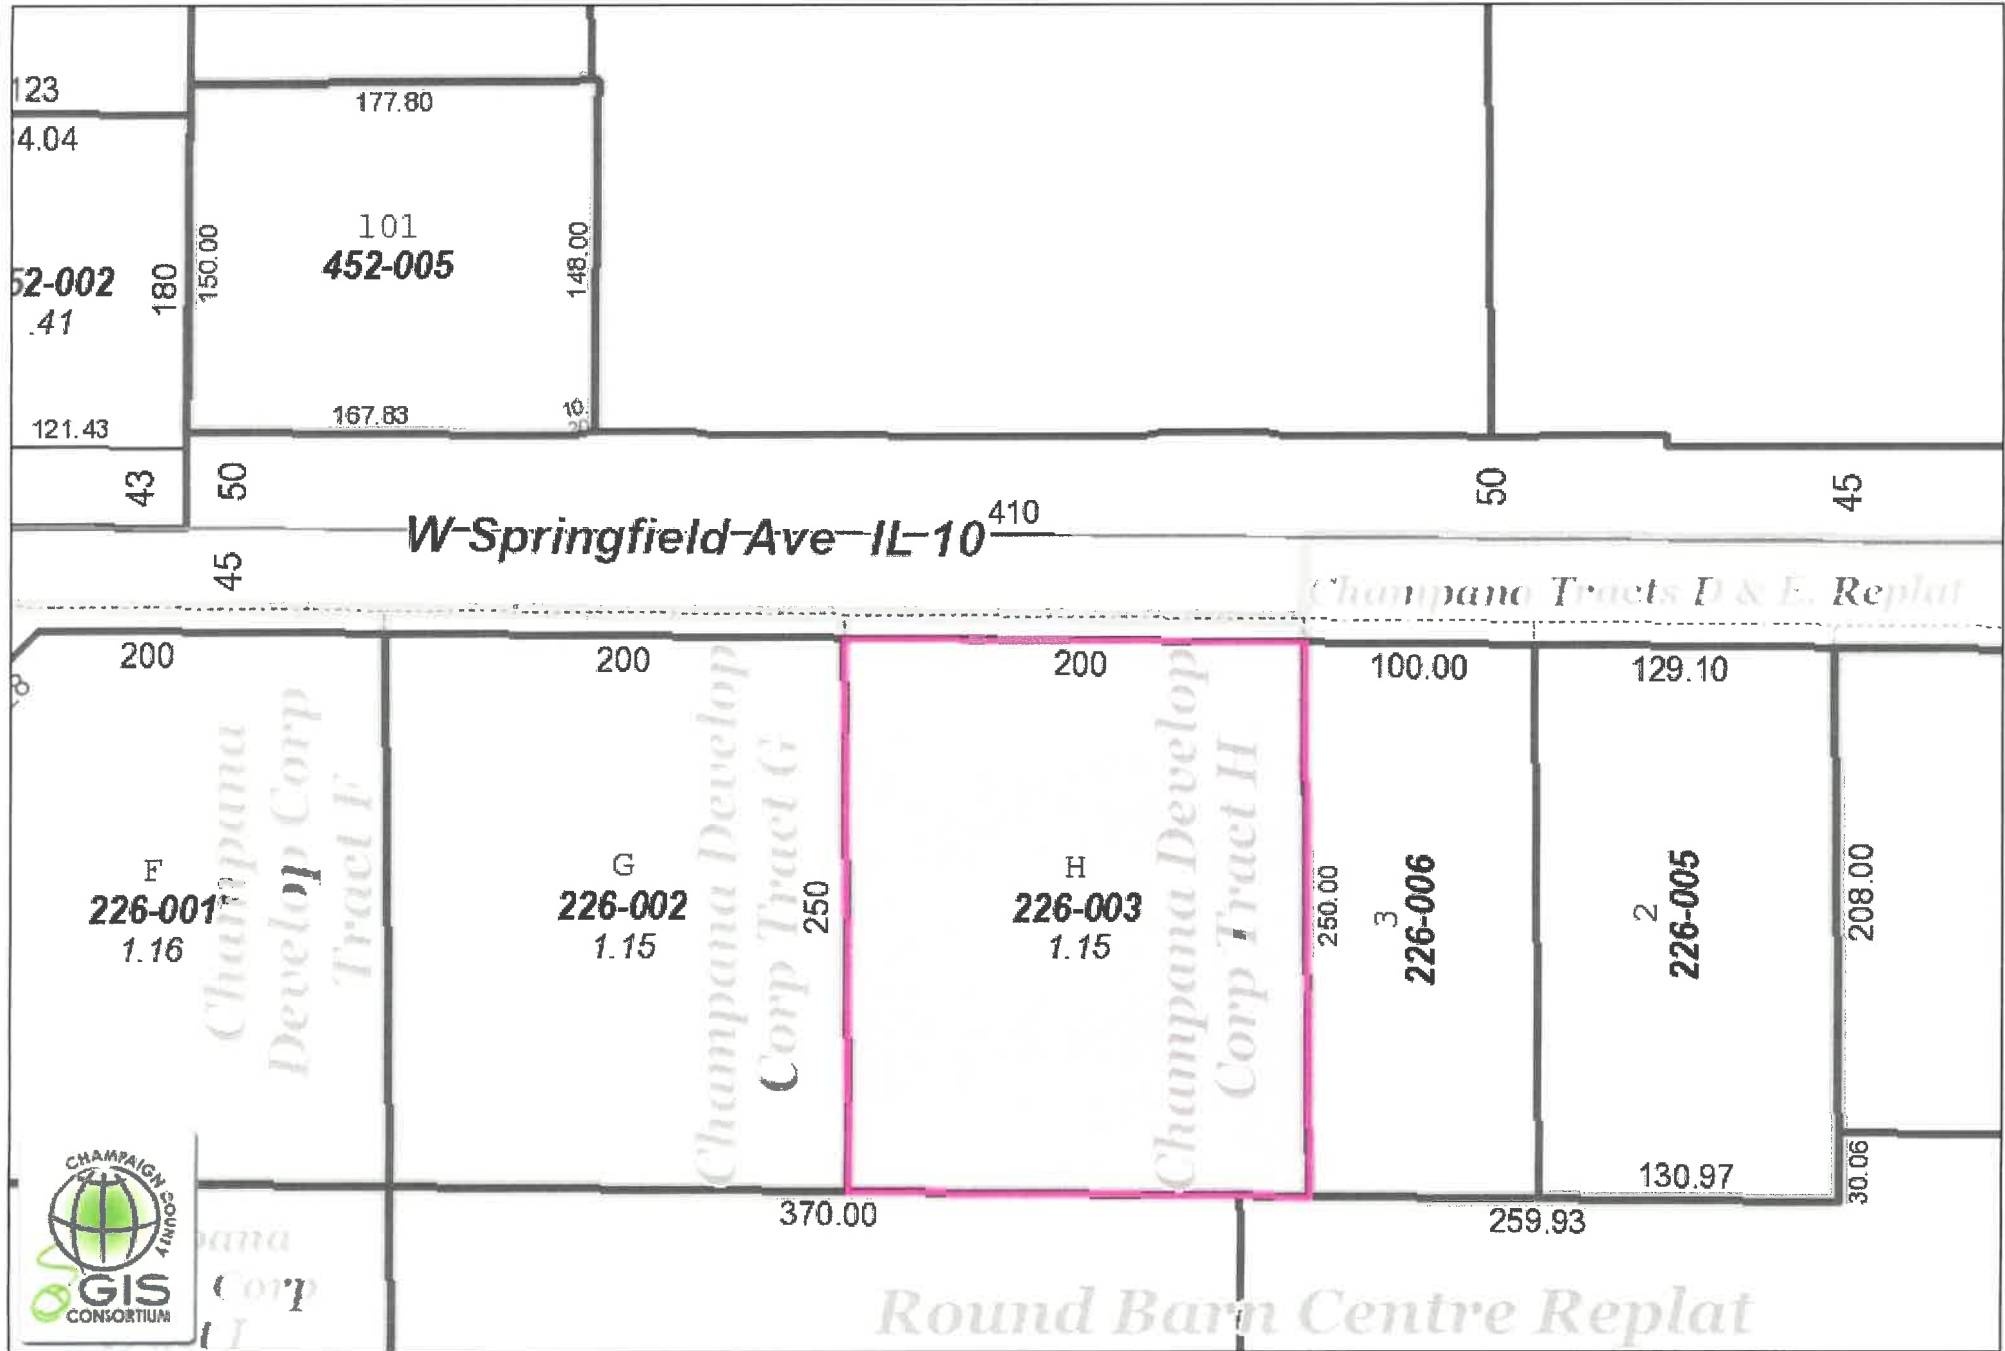 123
4.04
177.80
101
452-005
150.00
148.00
180
2-002
.41
167.83
10.
20
121.43
43
50
50
45
W-Springfield-Ave-IL-10
410
45
Champana Tracts D & E. Replat
200
200
200
100.00
129.10
Champana
Develop Corp
Tract F
Champana Develop
Corp Tract G
Champana Develop
Corp Tract H
F
226-001
1.16
G
226-002
1.15
250
H
226-003
1.15
250.00
3
226-006
2
226-005
208.00
130.97
30.06
370.00
259.93
CHAMPAIGN COUNTY
GIS
CONSORTIUM
pana
Corp
t I
Round Barn Centre Replat